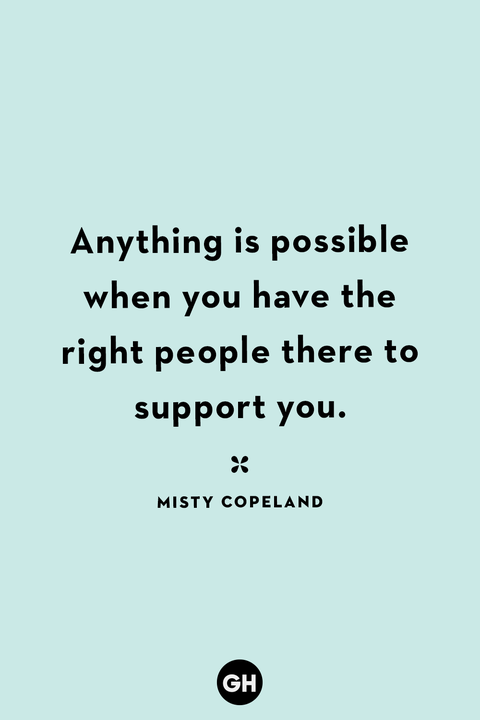 Anything is possible
when you have the
right people there to
support you.
MISTY COPELAND
GH